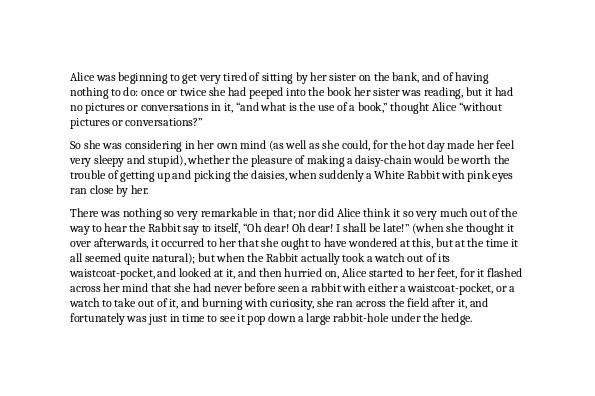 Alice was beginning to get very tired of sitting by her sister on the bank, and of having
nothing to do: once or twice she had peeped into the book her sister was reading, but it had
no pictures or conversations in it, “and what is the use of a book,” thought Alice “without
pictures or conversations?”
So she was considering in her own mind (as well as she could, for the hot day made her feel
very sleepy and stupid), whether the pleasure of making a daisy-chain would be worth the
trouble of getting up and picking the daisies, when suddenly a White Rabbit with pink eyes
ran close by her.
There was nothing so very remarkable in that; nor did Alice think it so very much out of the
way to hear the Rabbit say to itself, “Oh dear! Oh dear! I shall be late!” (when she thought it
over afterwards, it occurred to her that she ought to have wondered at this, but at the time it
all seemed quite natural); but when the Rabbit actually took a watch out of its
waistcoat-pocket, and looked at it, and then hurried on, Alice started to her feet, for it flashed
across her mind that she had never before seen a rabbit with either a waistcoat-pocket, or a
watch to take out of it, and burning with curiosity, she ran across the field after it, and
fortunately was just in time to see it pop down a large rabbit-hole under the hedge.